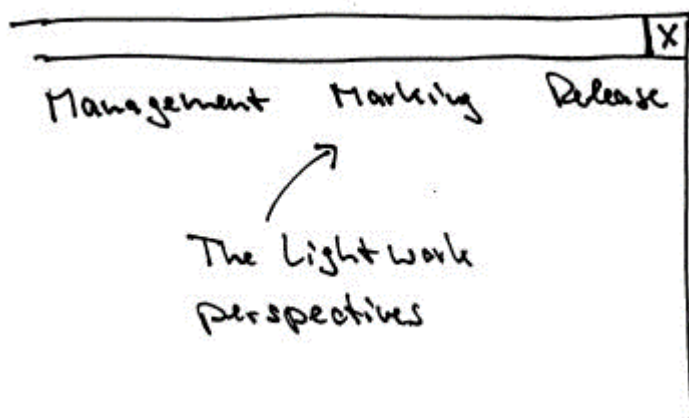 X
Management Marking Release
The Lightwork
perspectives